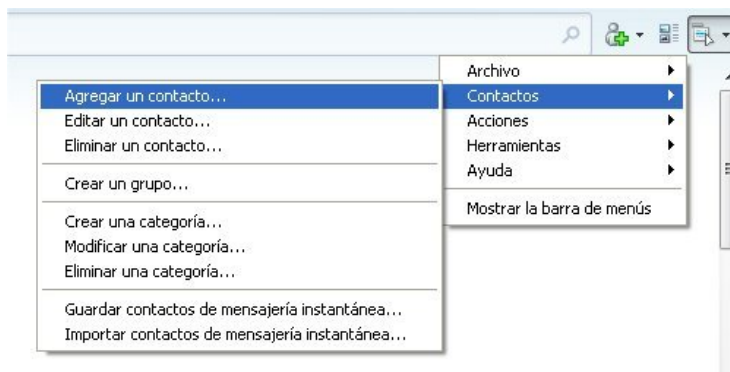 Archivo
Contactos
Acciones
Herramientas
Ayuda
Mostrar la barra de menús
Agregar un contacto...
Editar un contacto...
Eliminar un contacto...
Crear un grupo...
Crear una categoría...
Modificar una categoría...
Eliminar una categoría...
Guardar contactos de mensajería instantánea...
Importar contactos de mensajería instantánea...